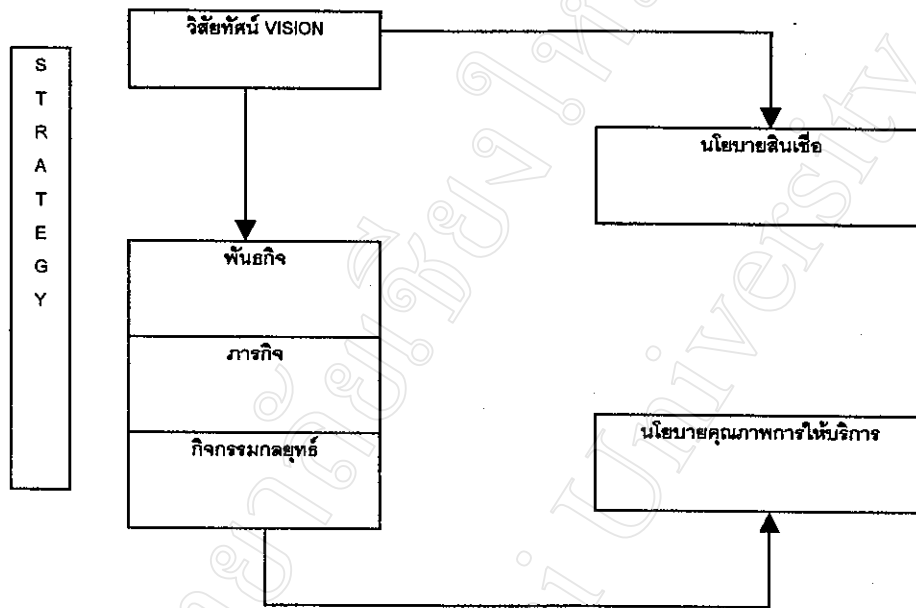 วิสัยทัศน์ VISION
S
T
R
A
T
E
G
Y
นโยบายสินเชื่อ
พันธกิจ
ภารกิจ
กิจกรรมกลยุทธ์
นโยบายคุณภาพการให้บริการ
University